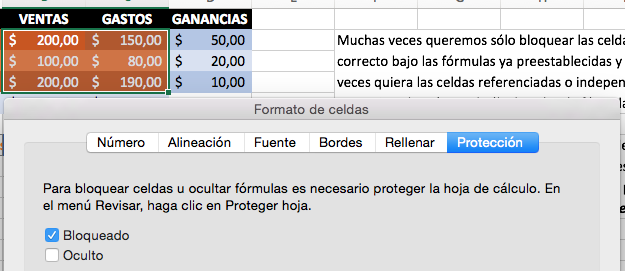 VENTAS GASTOS GANANCIAS
$ 200,00 $ 150,00 $ 50,00
$ 100,00 $ 80,00 $ 20,00
$ 200,00 $ 190,00 $ 10,00
Muchas veces queremos sólo bloquear las celda
correcto bajo las fórmulas ya preestablecidas y
veces quiera las celdas referenciadas o indepen
Formato de celdas
Número Alineación Fuente Bordes Rellenar Protección
Para bloquear celdas u ocultar fórmulas es necesario proteger la hoja de cálculo. En
el menú Revisar, haga clic en Proteger hoja.
Bloqueado
Oculto